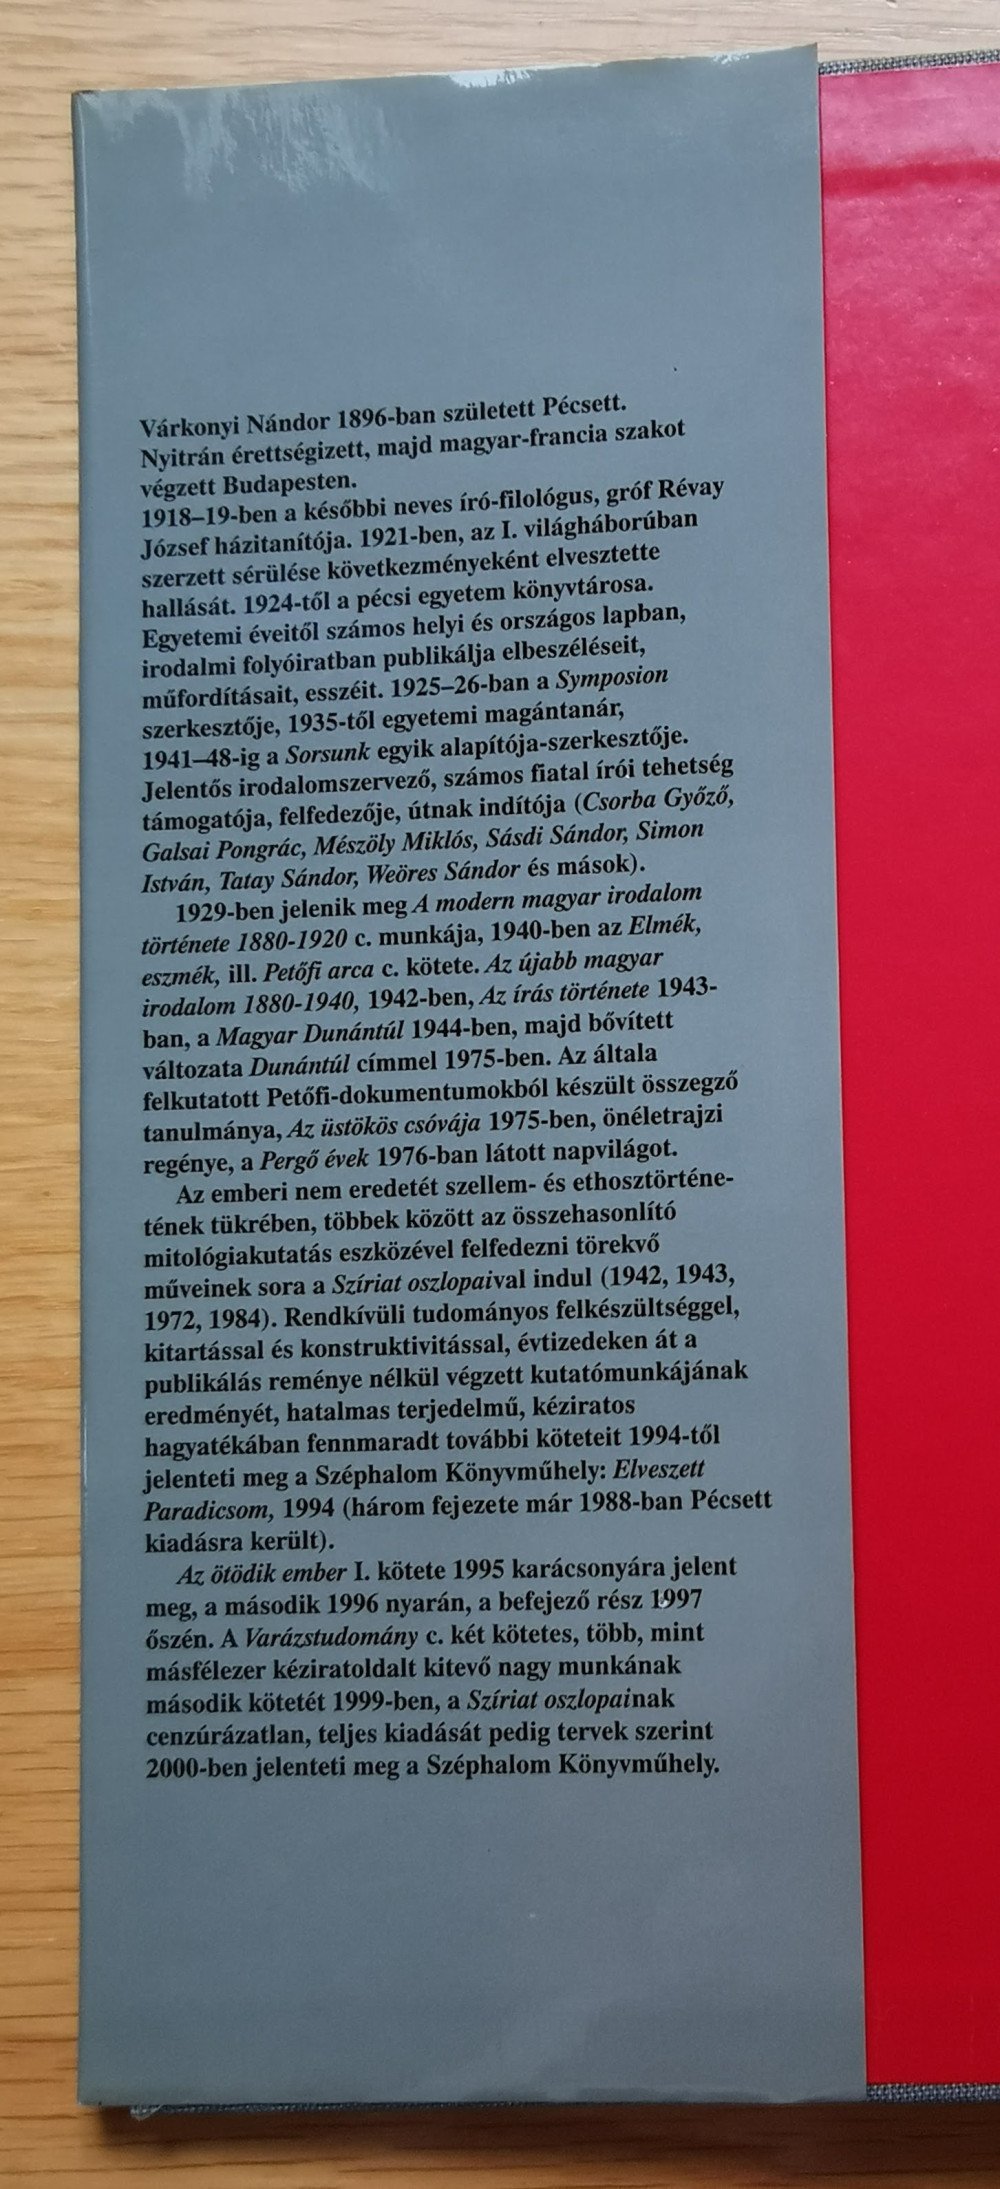 Várkonyi Nándor 1896-ban született Pécsett.
Nyitrán érettségizett, majd magyar-francia szakot
végzett Budapesten.
1918–19-ben a későbbi neves író-filológus, gróf Révay
József házitanítója. 1921-ben, az I. világháborúban
szerzett sérülése következményeként elvesztette
hallását. 1924-től a pécsi egyetem könyvtárosa.
Egyetemi éveitől számos helyi és országos lapban,
irodalmi folyóiratban publikálja elbeszéléseit,
műfordításait, esszéit. 1925–26-ban a Symposion
szerkesztője, 1935-től egyetemi magántanár,
1941–48-ig a Sorsunk egyik alapítója-szerkesztője.
Jelentős irodalomszervező, számos fiatal írói tehetség
támogatója, felfedezője, útnak indítója (Csorba Győző,
Galsai Pongrác, Mészöly Miklós, Sásdi Sándor, Simon
István, Tatay Sándor, Weöres Sándor és mások).
1929-ben jelenik meg A modern magyar irodalom
története 1880-1920 c. munkája, 1940-ben az Elmék,
eszmék, ill. Petőfi arca c. kötete. Az újabb magyar
irodalom 1880-1940, 1942-ben, Az írás története 1943-
ban, a Magyar Dunántúl 1944-ben, majd bővített
változata Dunántúl címmel 1975-ben. Az általa
felkutatott Petőfi-dokumentumokból készült összegző
tanulmánya, Az üstökös csóvája 1975-ben, önéletrajzi
regénye, a Pergő évek 1976-ban látott napvilágot.
Az emberi nem eredetét szellem- és ethosztörténe-
tének tükrében, többek között az összehasonlító
mitológiakutatás eszközével felfedezni törekvő
műveinek sora a Szíriat oszlopaival indul (1942, 1943,
1972, 1984). Rendkívüli tudományos felkészültséggel,
kitartással és konstruktivitással, évtizedeken át a
publikálás reménye nélkül végzett kutatómunkájának
eredményét, hatalmas terjedelmű, kéziratos
hagyatékában fennmaradt további köteteit 1994-től
jelenteti meg a Széphalom Könyvműhely: Elveszett
Paradicsom, 1994 (három fejezete már 1988-ban Pécsett
kiadásra került).
Az ötödik ember I. kötete 1995 karácsonyára jelent
meg, a második 1996 nyarán, a befejező rész 1997
őszén. A Varázstudomány c. két kötetes, több, mint
másfélezer kéziratoldalt kitevő nagy munkának
második kötetét 1999-ben, a Szíriat oszlopainak
cenzúrázatlan, teljes kiadását pedig tervek szerint
2000-ben jelenteti meg a Széphalom Könyvműhely.